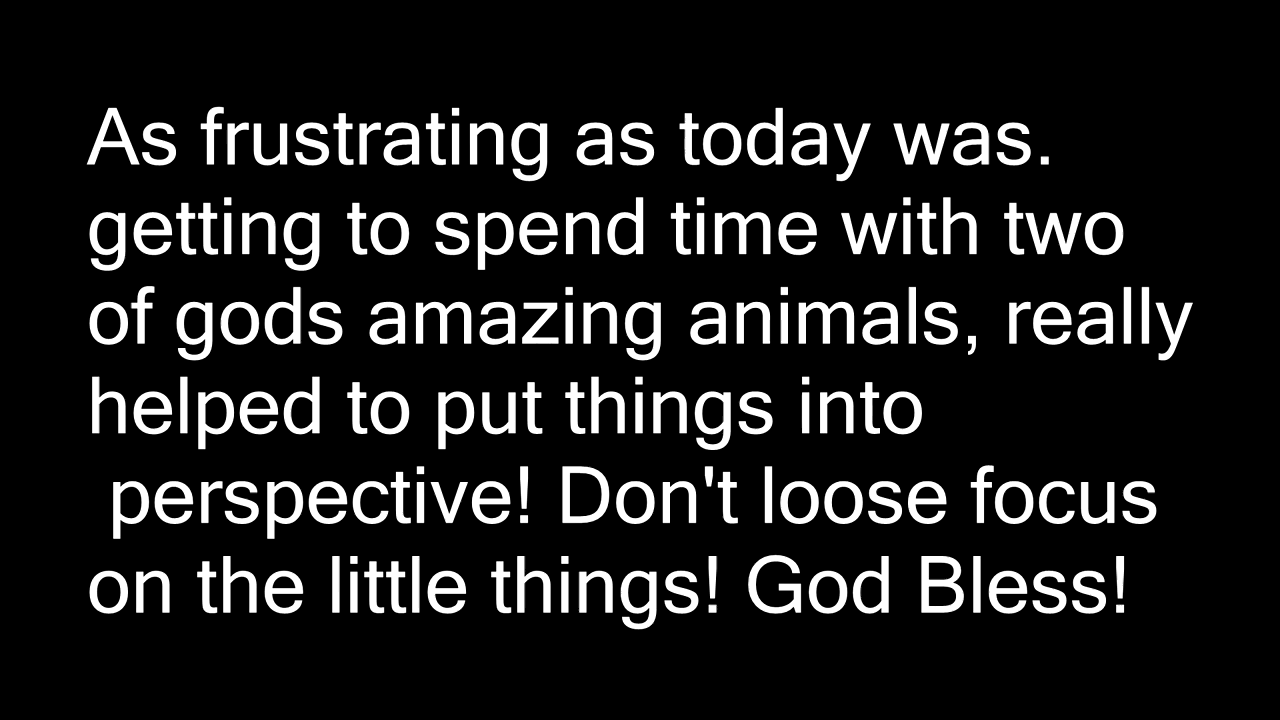 As frustrating as today was.
getting to spend time with two
of gods amazing animals, really
helped to put things into
perspective! Don't loose focus
on the little things! God Bless!